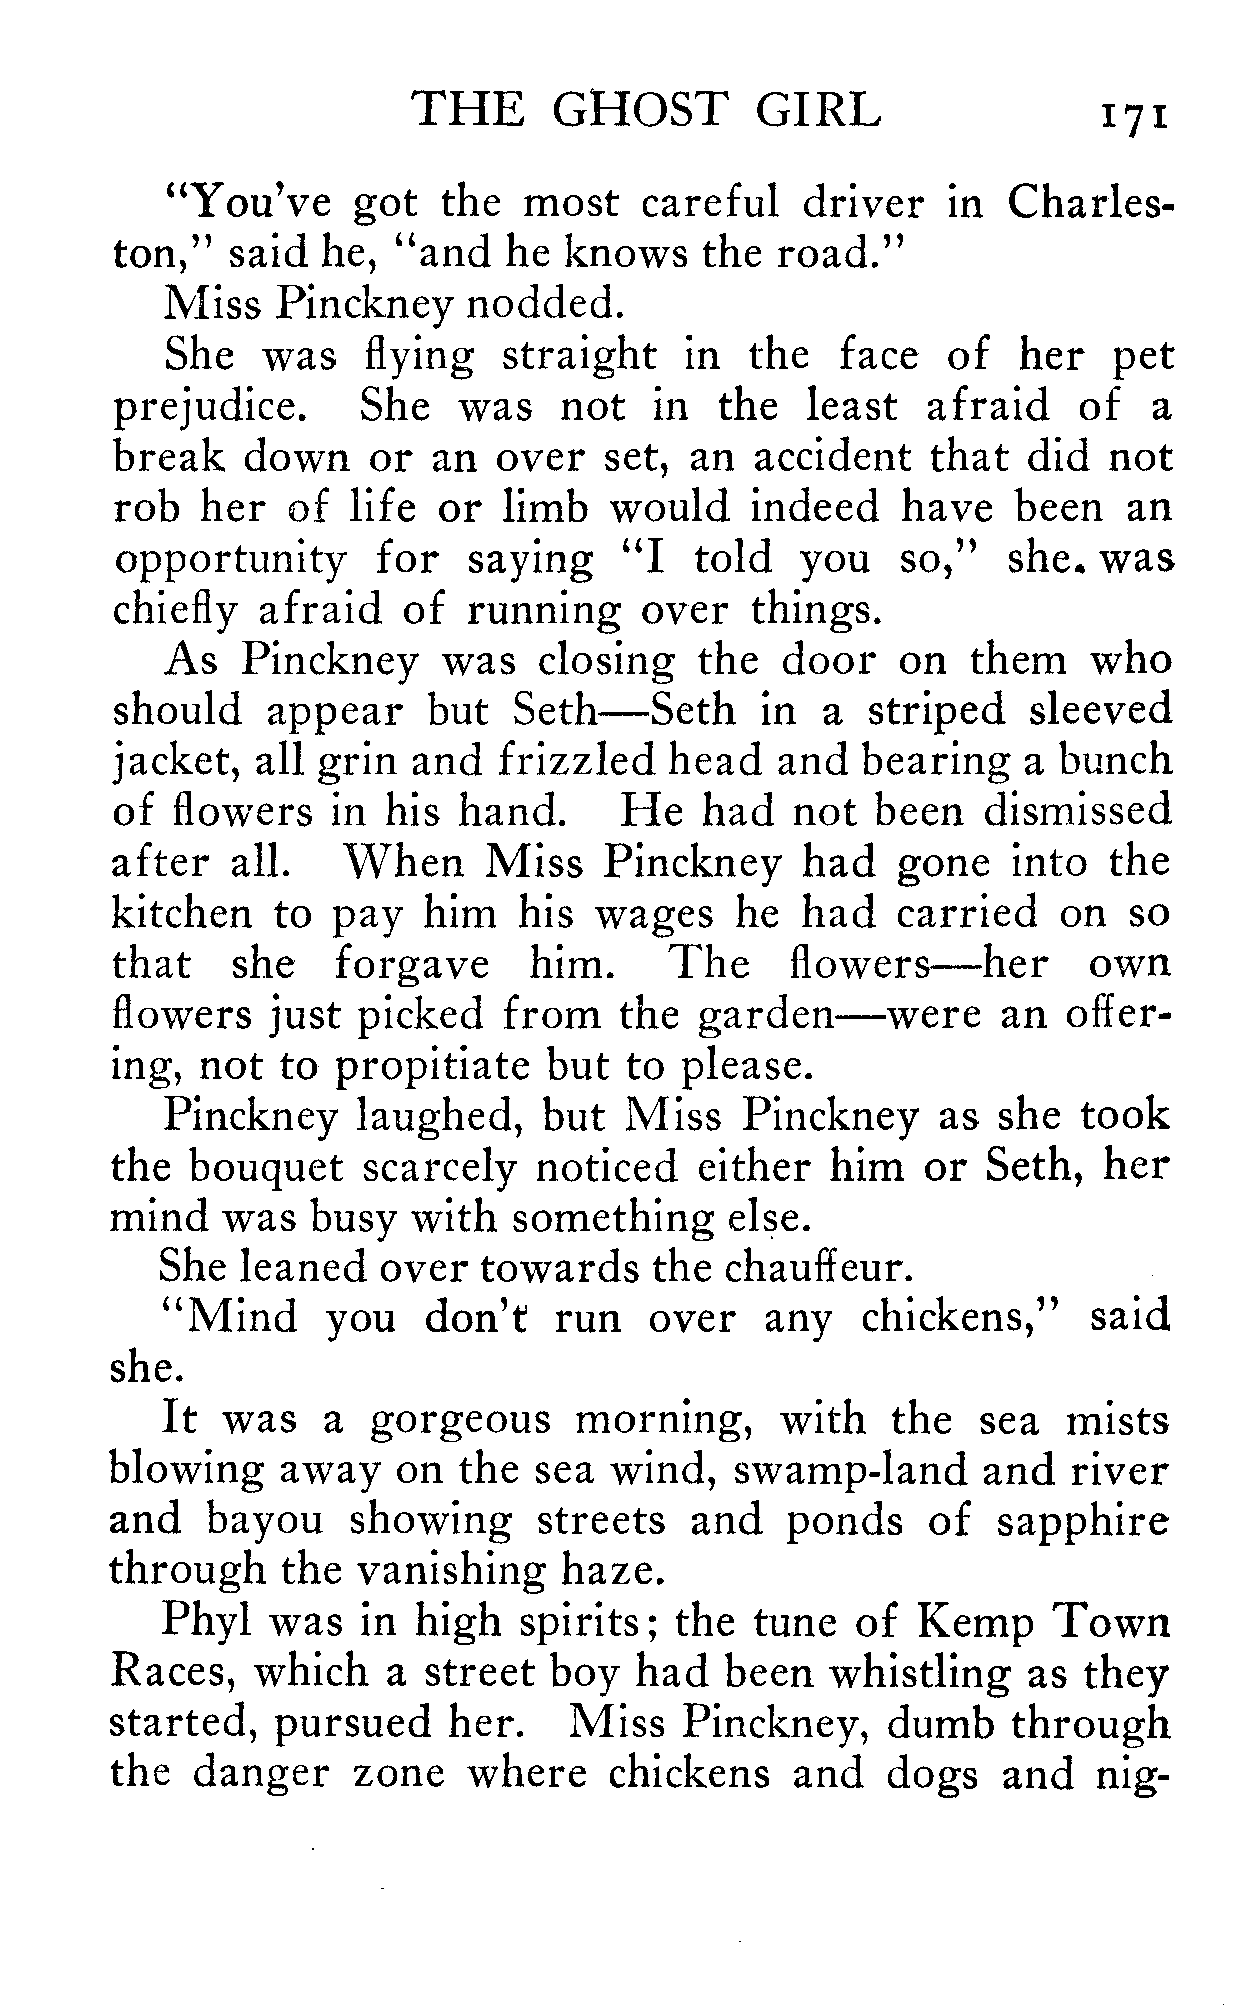 THE GHOST GIRL 171
"You've got the most careful driver in Charles-
ton," said he, "and he knows the road."
Miss Pinckney nodded.
She was flying straight in the face of her pet
prejudice. She was not in the least afraid of a
break down or an over set, an accident that did not
rob her of life or limb would indeed have been an
opportunity for saying "I told you so," she. was
chiefly afraid of running over things.
As Pinckney was closing the door on them who
should appear but Seth—Seth in a striped sleeved
jacket, all grin and frizzled head and bearing a bunch
of flowers in his hand. He had not been dismissed
after all. When Miss Pinckney had gone into the
kitchen to pay him his wages he had carried on so
that she forgave him. The flowers—her own
flowers just picked from the garden—were an offer-
ing, not to propitiate but to please.
Pinckney laughed, but Miss Pinckney as she took
the bouquet scarcely noticed either him or Seth, her
mind was busy with something else.
She leaned over towards the chauffeur.
"Mind you don't run over any chickens," said
she.
It was a gorgeous morning, with the sea mists
blowing away on the sea wind, swamp-land and river
and bayou showing streets and ponds of sapphire
through the vanishing haze.
Phyl was in high spirits; the tune of Kemp Town
Races, which a street boy had been whistling as they
started, pursued her. Miss Pinckney, dumb through
the danger zone where chickens and dogs and nig-